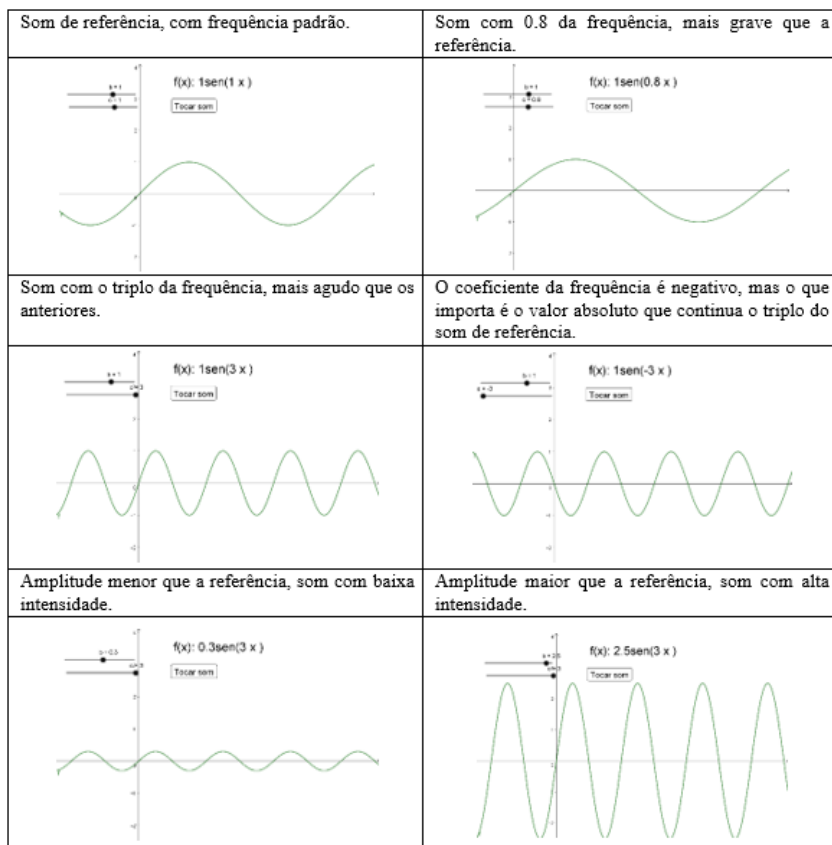 Som de referência, com frequência padrão.
Som com 0.8 da frequência, mais grave que a
referência.
f(x): 1sen(1 x )
Tocar som
f(x): 1sen(0.8 x )
Tocar som
Som com o triplo da frequência, mais agudo que os
anteriores.
O coeficiente da frequência é negativo, mas o que
importa é o valor absoluto que continua o triplo do
som de referência.
f(x): 1sen(3 x )
Tocar som
f(x): 1sen(-3 x )
Tocar som
Amplitude menor que a referência, som com baixa
intensidade.
Amplitude maior que a referência, som com alta
intensidade.
f(x): 0.3sen(3 x )
Tocar som
f(x): 2.5sen(3 x )
Tocar som